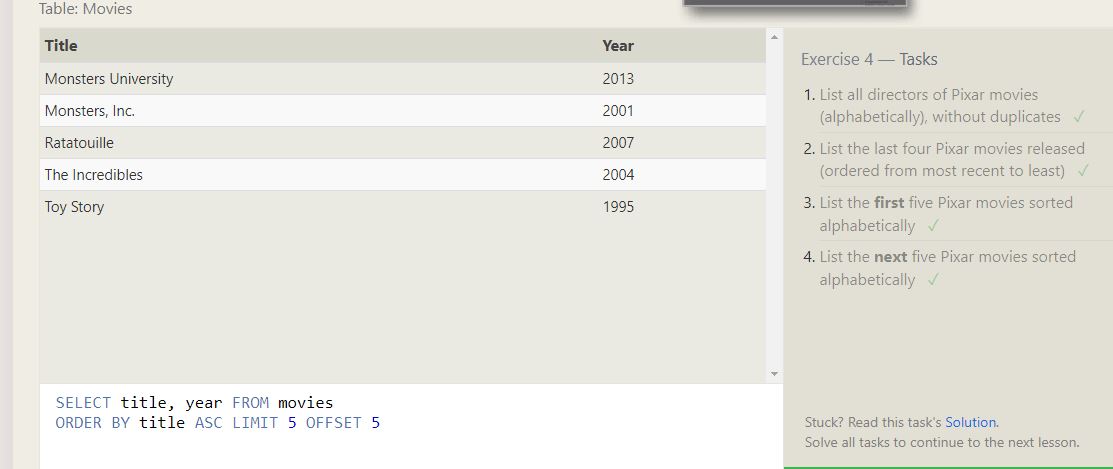 Table: Movies
Title Year
Monsters University 2013
Monsters, Inc. 2001
Ratatouille 2007
The Incredibles 2004
Toy Story 1995
SELECT title, year FROM movies
ORDER BY title ASC LIMIT 5 OFFSET 5
Exercise 4 — Tasks
1. List all directors of Pixar movies
(alphabetically), without duplicates ✓
2. List the last four Pixar movies released
(ordered from most recent to least) ✓
3. List the first five Pixar movies sorted
alphabetically ✓
4. List the next five Pixar movies sorted
alphabetically ✓
Stuck? Read this task's Solution.
Solve all tasks to continue to the next lesson.